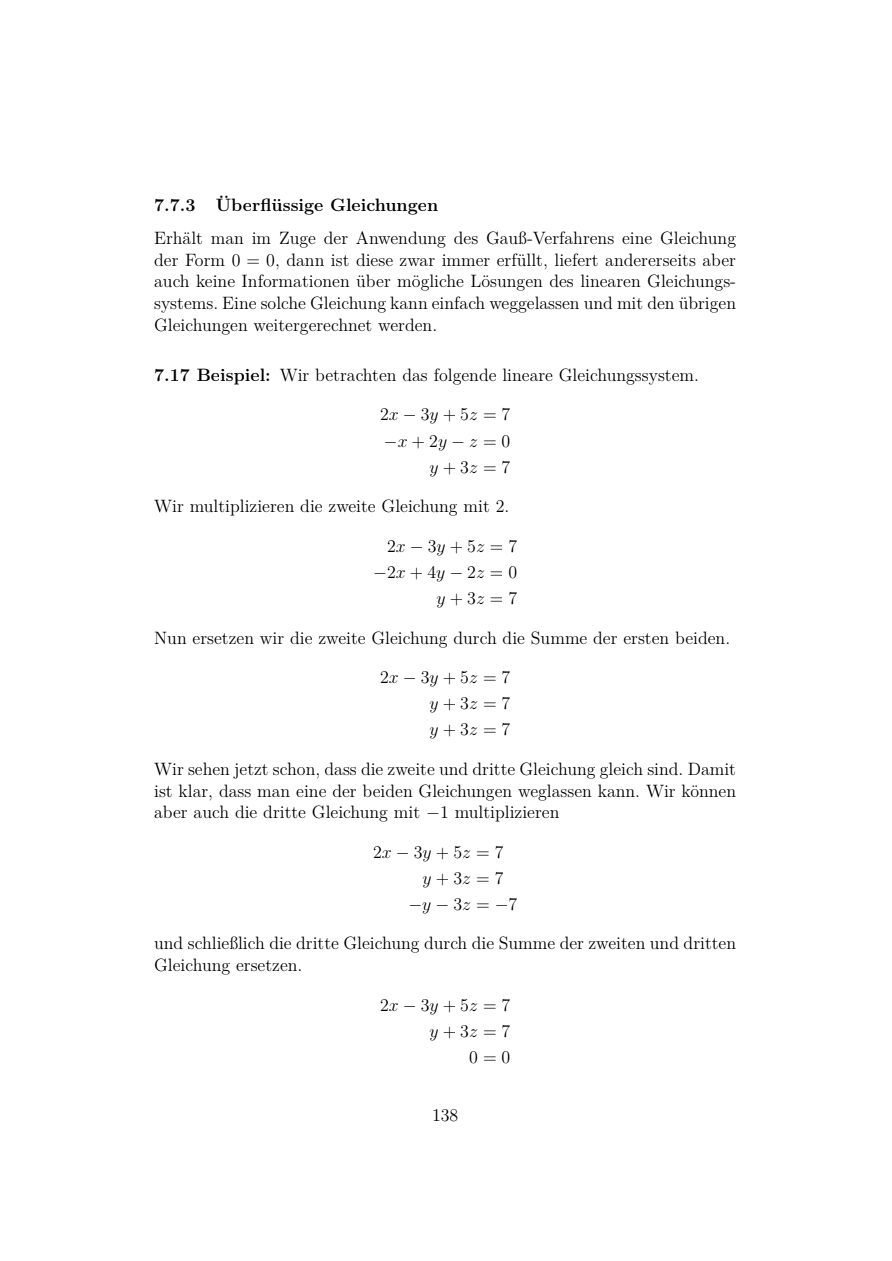 7.7.3 Überflüssige Gleichungen
Erhält man im Zuge der Anwendung des Gauß-Verfahrens eine Gleichung
der Form 0 = 0, dann ist diese zwar immer erfüllt, liefert andererseits aber
auch keine Informationen über mögliche Lösungen des linearen Gleichungs-
systems. Eine solche Gleichung kann einfach weggelassen und mit den übrigen
Gleichungen weitergerechnet werden.
7.17 Beispiel: Wir betrachten das folgende lineare Gleichungssystem.
2x − 3y + 5z = 7
−x + 2y − z = 0
y + 3z = 7
Wir multiplizieren die zweite Gleichung mit 2.
2x − 3y + 5z = 7
−2x + 4y − 2z = 0
y + 3z = 7
Nun ersetzen wir die zweite Gleichung durch die Summe der ersten beiden.
2x − 3y + 5z = 7
y + 3z = 7
y + 3z = 7
Wir sehen jetzt schon, dass die zweite und dritte Gleichung gleich sind. Damit
ist klar, dass man eine der beiden Gleichungen weglassen kann. Wir können
aber auch die dritte Gleichung mit −1 multiplizieren
2x − 3y + 5z = 7
y + 3z = 7
−y − 3z = −7
und schließlich die dritte Gleichung durch die Summe der zweiten und dritten
Gleichung ersetzen.
2x − 3y + 5z = 7
y + 3z = 7
0 = 0
138